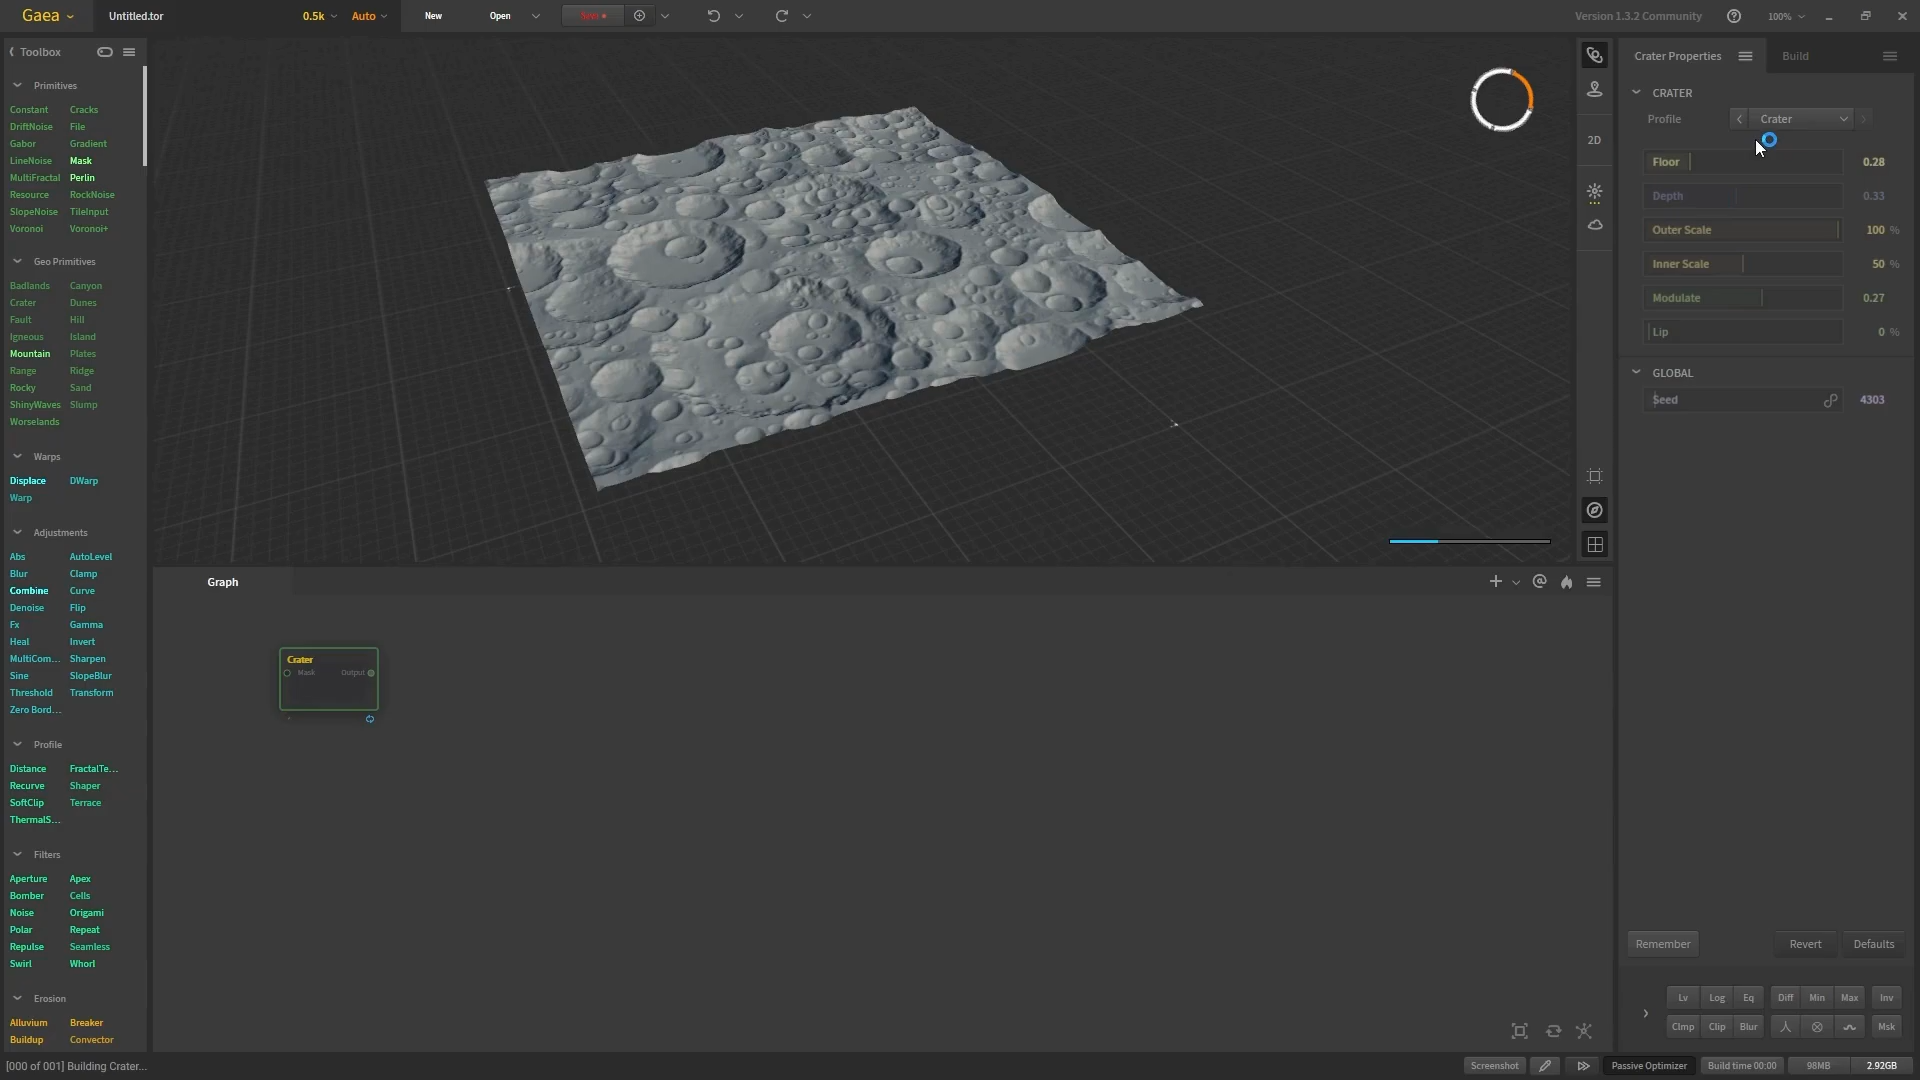 Gaea Untitled.tor 0.5k Auto New Open Version 1.3.2 Community 100%
Toolbox
Primitives
Constant Cracks
DriftNoise File
Gabor Gradient
LineNoise Mask
MultiFractal Perlin
Resource RockNoise
SlopeNoise TileInput
Voronoi Voronoi+
Geo Primitives
Badlands Canyon
Crater Dunes
Fault Hill
Igneous Island
Mountain Plates
Range Ridge
Rocky Sand
ShinyWaves Slump
Worselands
Warps
Displace DWarp
Warp
Adjustments
Abs AutoLevel
Blur Clamp
Combine Curve
Denoise Flip
Fx Gamma
Heal Invert
MultiCom... Sharpen
Sine SlopeBlur
Threshold Transform
Zero Bord...
Profile
Distance FractalTe...
Recurve Shaper
SoftClip Terrace
ThermalS...
Filters
Aperture Apex
Bomber Cells
Noise Origami
Polar Repeat
Repulse Seamless
Swirl Whorl
Erosion
Alluvium Breaker
Buildup Convector
2D
Graph
Crater
Mask Output
Crater Properties Build
CRATER
Profile Crater
Floor 0.28
Depth 0.33
Outer Scale 100 %
Inner Scale 50 %
Modulate 0.27
Lip 0 %
GLOBAL
Seed 4303
Remember Revert Defaults
Lv Log Eq Diff Min Max Inv
Clmp Clip Blur Msk
[000 of 001] Building Crater... Screenshot Passive Optimizer Build time 00:00 98MB 2.92GB